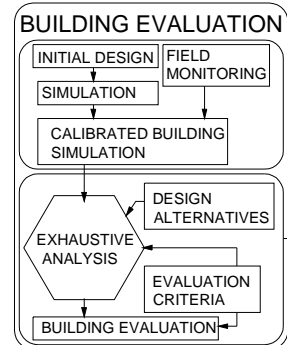 BUILDING EVALUATION
INITIAL DESIGN
FIELD
MONITORING
SIMULATION
CALIBRATED BUILDING
SIMULATION
DESIGN
ALTERNATIVES
EXHAUSTIVE
ANALYSIS
EVALUATION
CRITERIA
BUILDING EVALUATION